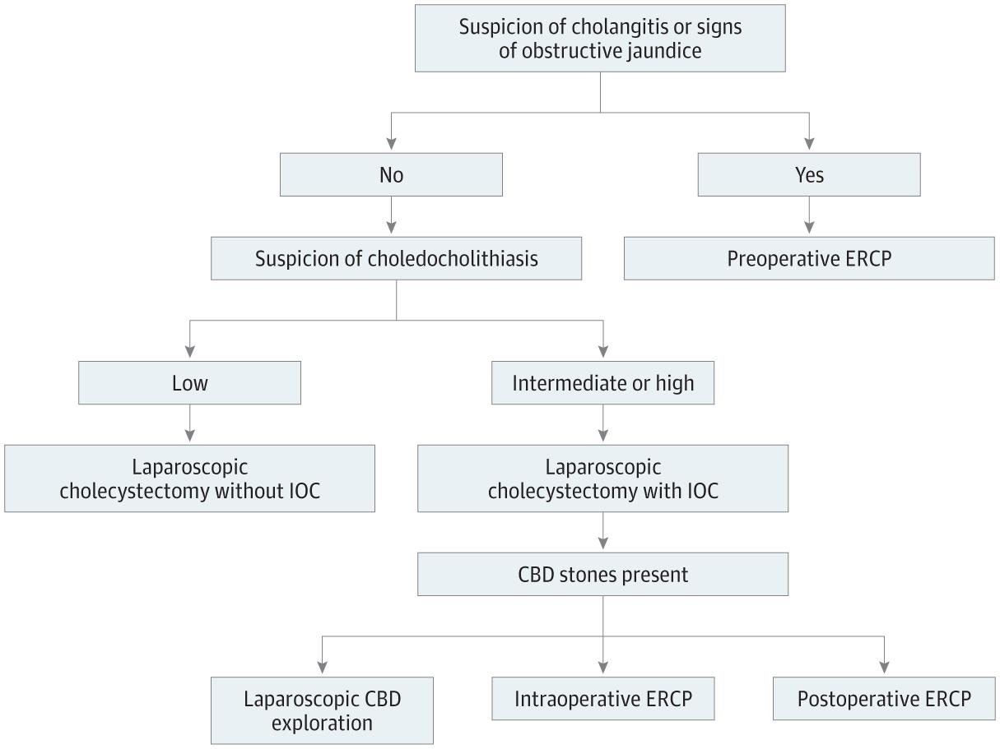 Suspicion of cholangitis or signs
of obstructive jaundice
No
Yes
Suspicion of choledocholithiasis
Preoperative ERCP
Low
Intermediate or high
Laparoscopic
cholecystectomy without IOC
Laparoscopic
cholecystectomy with IOC
CBD stones present
Laparoscopic CBD
exploration
Intraoperative ERCP
Postoperative ERCP